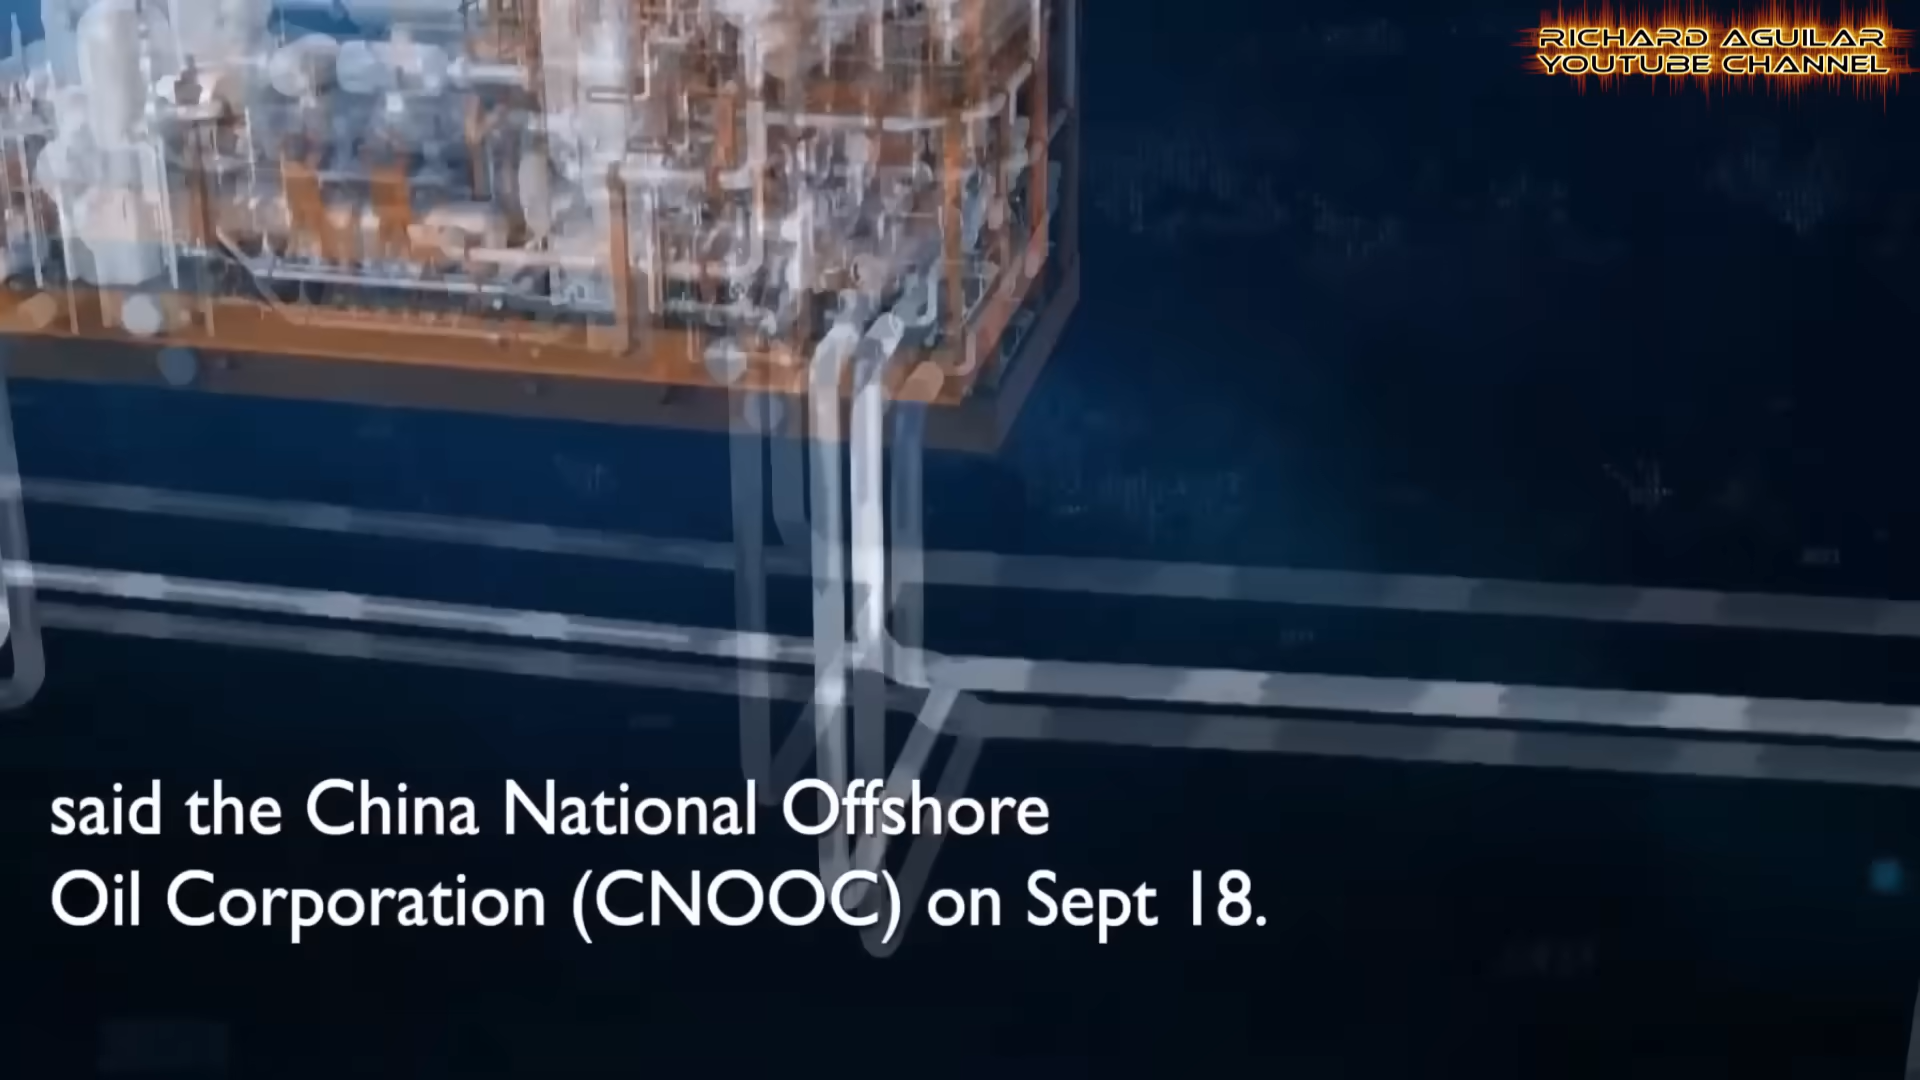 RICHARD AGUILAR
YOUTUBE CHANNEL
said the China National Offshore
Oil Corporation (CNOOC) on Sept 18.